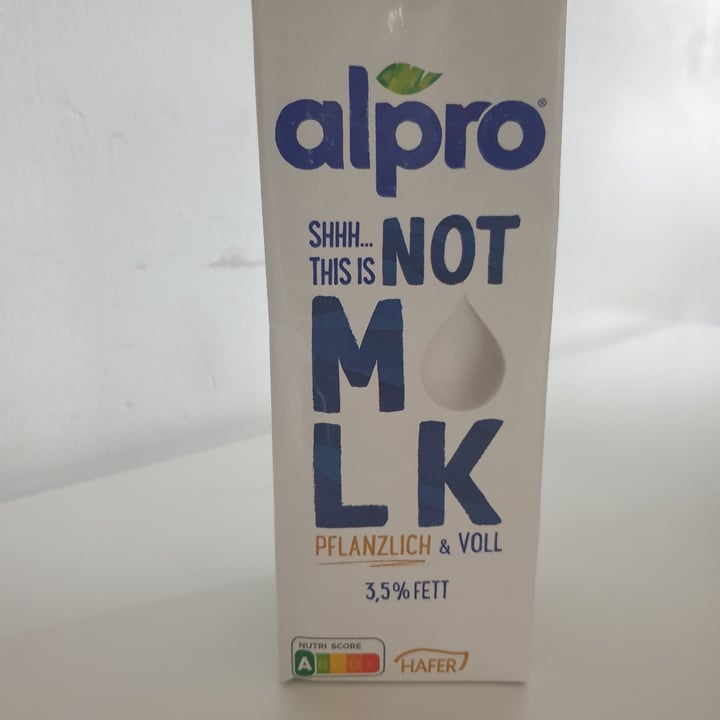 alpro®
SHHH... THIS IS NOT
M LK
PFLANZLICH & VOLL
3,5% FETT
NUTRI SCORE
A B C D E
HAFER